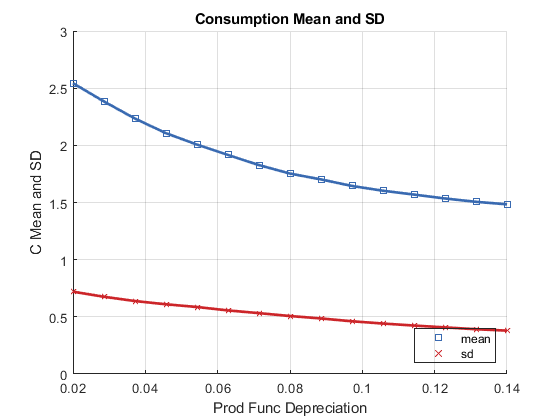 Consumption Mean and SD
3
2.5
2
1.5
1
0.5
0
C Mean and SD
mean
sd
0.02 0.04 0.06 0.08 0.1 0.12 0.14
Prod Func Depreciation